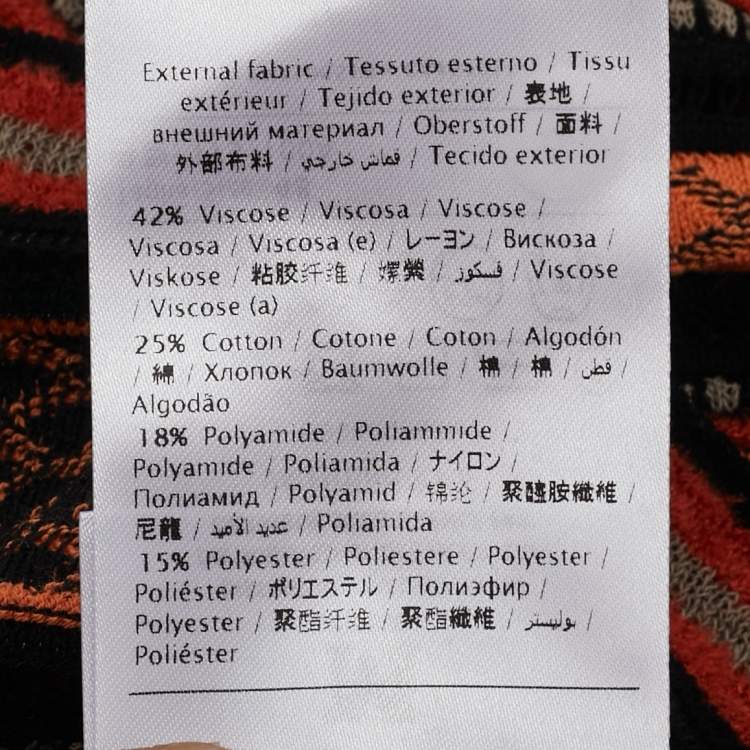 External fabric / Tessuto esterno / Tissu
extérieur / Tejido exterior / 表地 /
внешний материал / Oberstoff / 面料 /
外部布料 / قماش خارجي / Tecido exterior
42% Viscose / Viscosa / Viscose /
Viscosa / Viscosa (e) / レーヨン / Вискоза /
Viskose / 粘胶纤维 / 嫘縈 / فسكوز / Viscose
/ Viscose (a)
25% Cotton / Cotone / Coton / Algodón
/ 綿 / Хлопок / Baumwolle / 棉 / 棉 / قطن /
Algodão
18% Polyamide / Poliammide /
Polyamide / Poliamida / ナイロン /
Полиамид / Polyamid / 锦纶 / 聚醯胺纖維 /
尼龍 / عديد الأميد / Poliamida
15% Polyester / Poliestere / Polyester /
Poliéster / ポリエステル / Полиэфир /
Polyester / 聚酯纤维 / 聚酯纖維 / بوليستر /
Poliéster